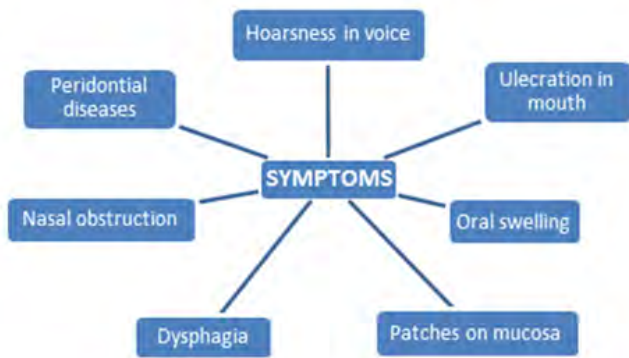 Hoarsness in voice
Peridontial
diseases
Ulecration in
mouth
SYMPTOMS
Nasal obstruction
Oral swelling
Dysphagia
Patches on mucosa